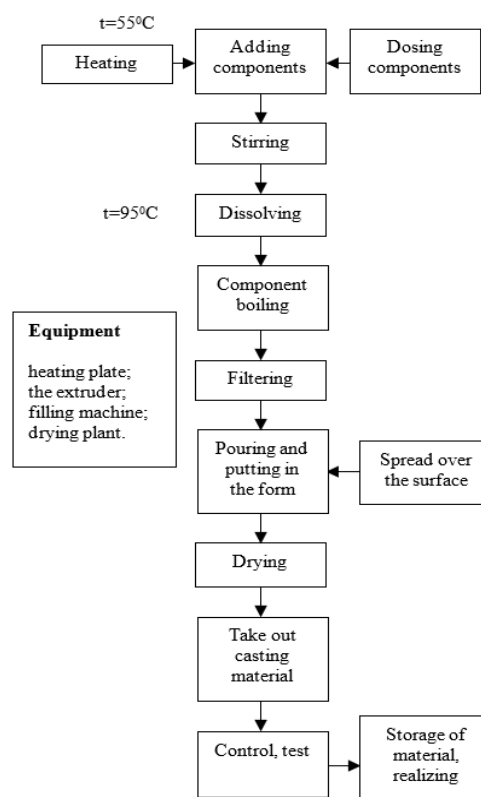 t=55⁰C
Heating
Adding
components
Dosing
components
Stirring
t=95⁰C
Dissolving
Component
boiling
Equipment
heating plate;
the extruder;
filling machine;
drying plant.
Filtering
Pouring and
putting in
the form
Spread over
the surface
Drying
Take out
casting
material
Control, test
Storage of
material,
realizing